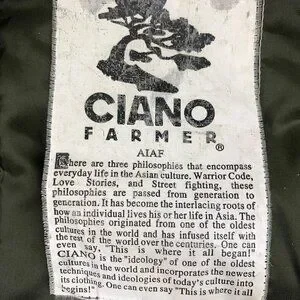 CIANO
FARMER®
AIAF
There are three philosophies that encompass
everyday life in the Asian culture. Warrior Code,
Love Stories, and Street fighting, these
philosophies are passed from generation to
generation. It has become the interlacing roots of
how an individual lives his or her life in Asia. The
philosophies originated from one of the oldest
cultures in the world and has infused itself with
the rest of the world over the centuries. One can
even say, "This is where it all began!"
CIANO is the "ideology" of one of the oldest
cultures in the world and incorporates the newest
techniques and ideologies of today's cultures into
its clothing. One can even say "This is where it all
begins!"